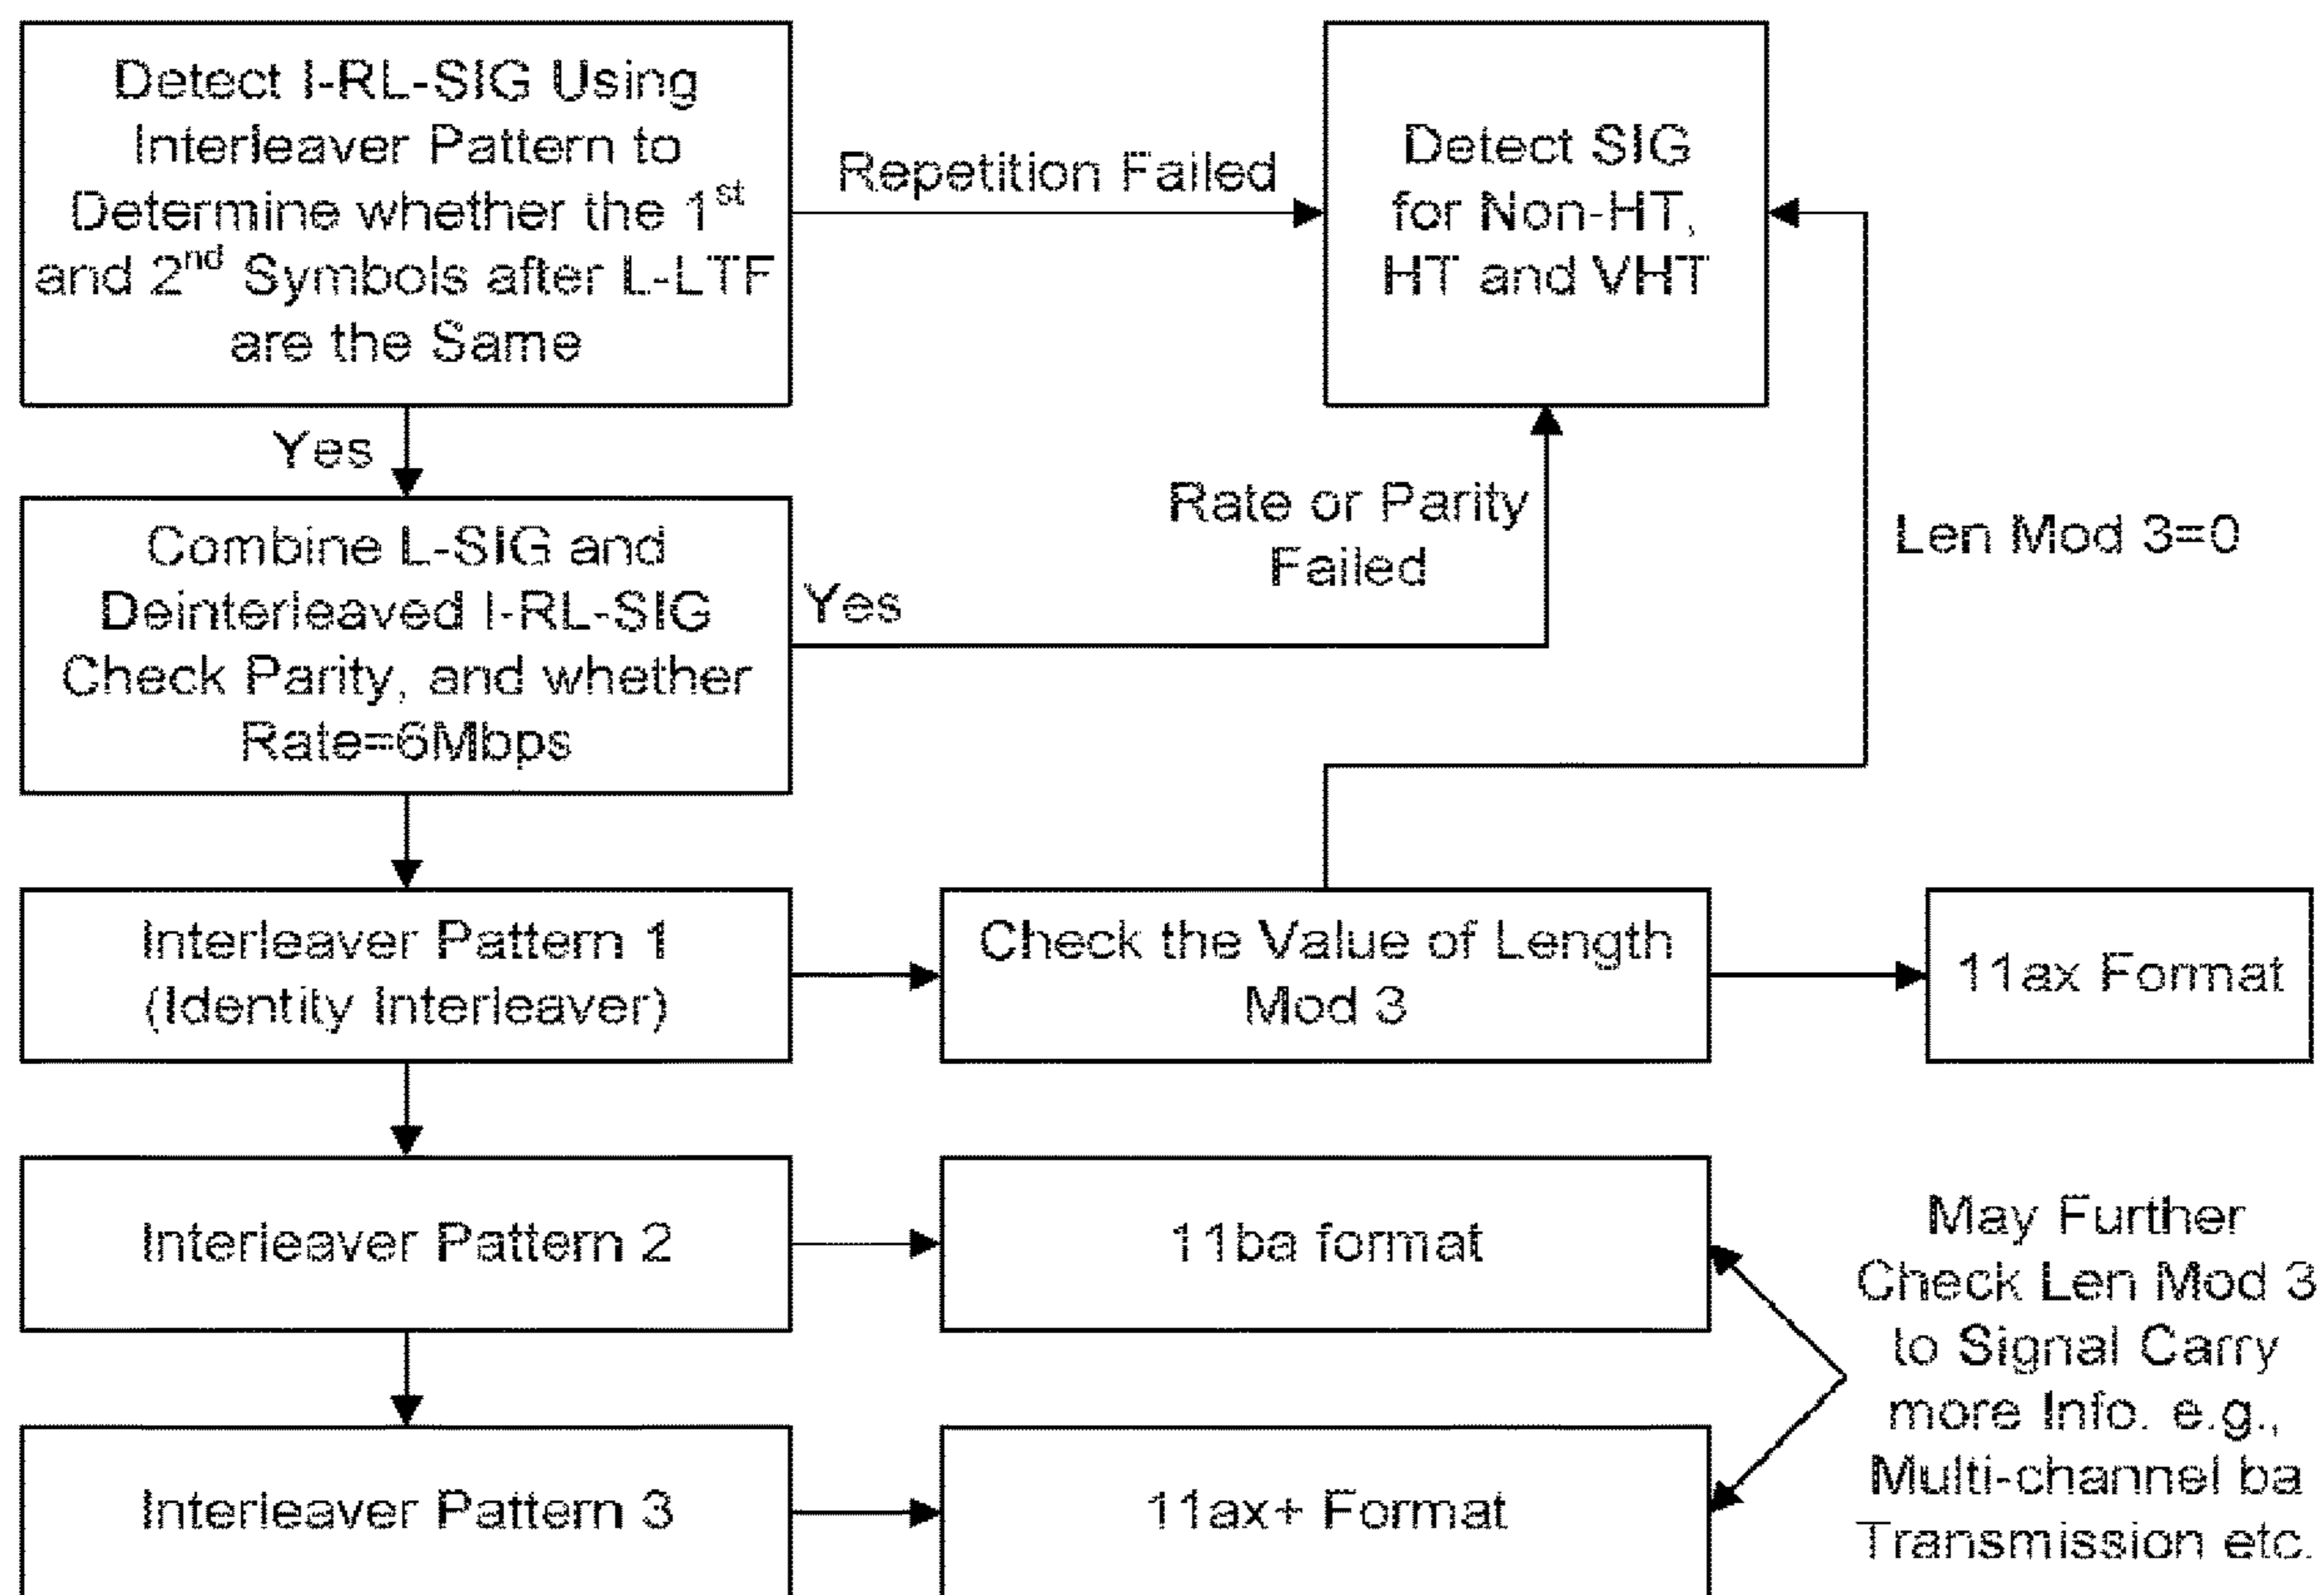 Detect I-RL-SIG Using
Interleaver Pattern to
Determine whether the 1st
and 2nd Symbols after L-LTF
are the Same
Repetition Failed
Detect SIG
for Non-HT,
HT and VHT
Yes
Combine L-SIG and
Deinterleaved I-RL-SIG
Check Parity, and whether
Rate=6Mbps
Yes
Rate or Parity
Failed
Len Mod 3=0
Interleaver Pattern 1
(Identity Interleaver)
Check the Value of Length
Mod 3
11ax Format
Interleaver Pattern 2
11ba format
May Further
Check Len Mod 3
to Signal Carry
more Info. e.g.,
Multi-channel ba
Transmission etc.
Interleaver Pattern 3
11ax+ Format